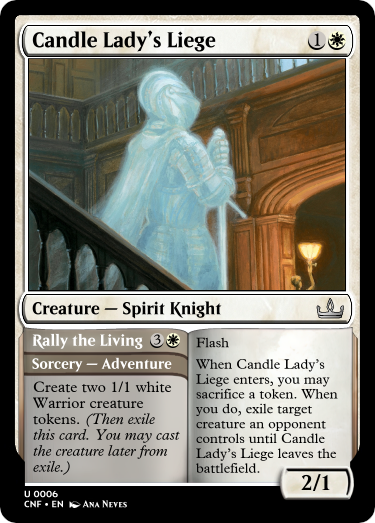 Candle Lady's Liege 1
Creature — Spirit Knight
Rally the Living 3
Sorcery — Adventure
Create two 1/1 white
Warrior creature
tokens. (Then exile
this card. You may cast
the creature later from
exile.)
Flash
When Candle Lady's
Liege enters, you may
sacrifice a token. When
you do, exile target
creature an opponent
controls until Candle
Lady's Liege leaves the
battlefield.
2/1
U 0006
CNF • EN Ana Neves